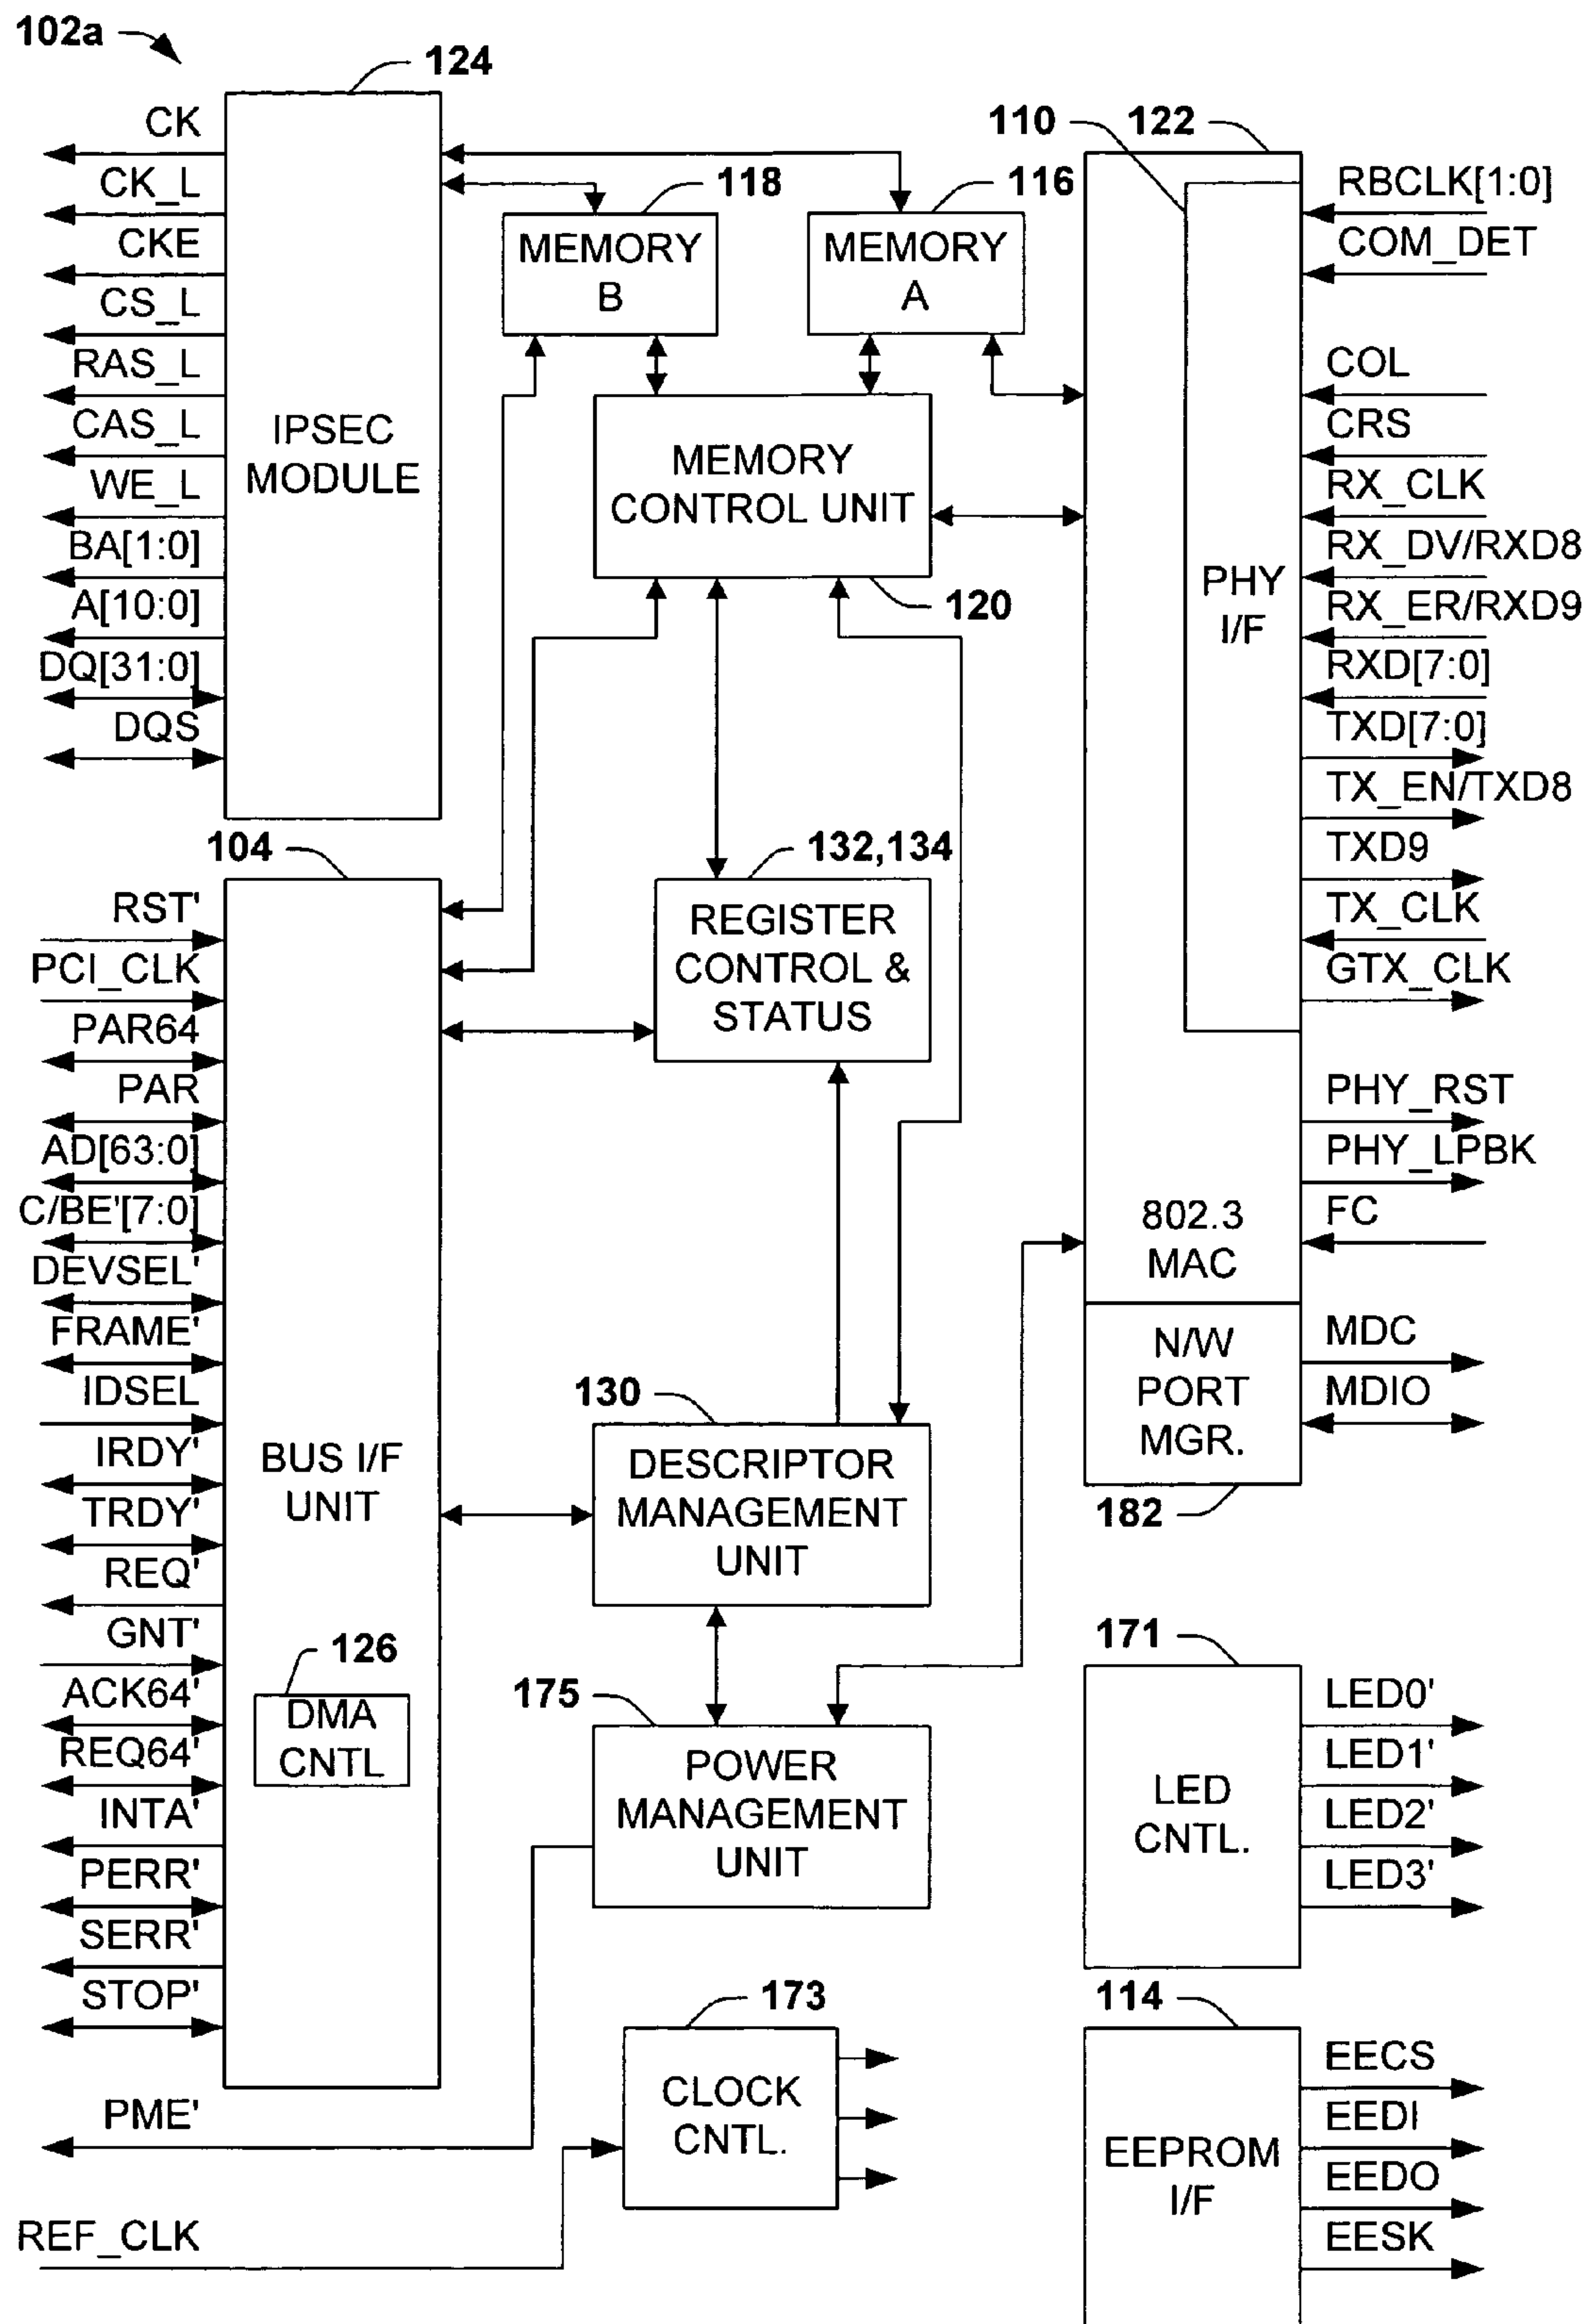 102a
124
CK
CK_L
CKE
CS_L
RAS_L
CAS_L
WE_L
BA[1:0]
A[10:0]
DQ[31:0]
DQS
IPSEC
MODULE
118
MEMORY
B
116
MEMORY
A
MEMORY
CONTROL UNIT
120
110
122
PHY
I/F
802.3
MAC
RBCLK[1:0]
COM_DET
COL
CRS
RX_CLK
RX_DV/RXD8
RX_ER/RXD9
RXD[7:0]
TXD[7:0]
TX_EN/TXD8
TXD9
TX_CLK
GTX_CLK
PHY_RST
PHY_LPBK
FC
N/W
PORT
MGR.
182
MDC
MDIO
104
RST'
PCI_CLK
PAR64
PAR
AD[63:0]
C/BE'[7:0]
DEVSEL'
FRAME'
IDSEL
IRDY'
TRDY'
REQ'
GNT'
ACK64'
REQ64'
INTA'
PERR'
SERR'
STOP'
BUS I/F
UNIT
126
DMA
CNTL
132,134
REGISTER
CONTROL &
STATUS
130
DESCRIPTOR
MANAGEMENT
UNIT
175
POWER
MANAGEMENT
UNIT
171
LED
CNTL.
LED0'
LED1'
LED2'
LED3'
PME'
REF_CLK
173
CLOCK
CNTL.
114
EEPROM
I/F
EECS
EEDI
EEDO
EESK